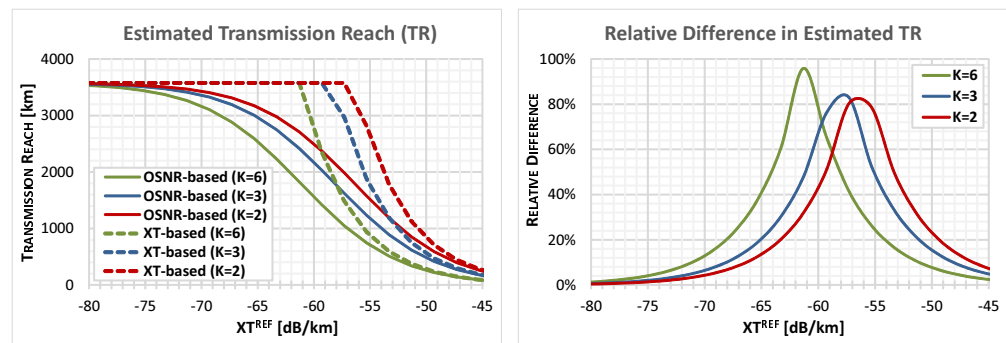 Estimated Transmission Reach (TR)
TRANSMISSION REACH [km]
4000
3000
2000
1000
0
OSNR-based (K=6)
OSNR-based (K=3)
OSNR-based (K=2)
XT-based (K=6)
XT-based (K=3)
XT-based (K=2)
-80 -75 -70 -65 -60 -55 -50 -45
XTREF [dB/km]
Relative Difference in Estimated TR
RELATIVE DIFFERENCE
100%
80%
60%
40%
20%
0%
K=6
K=3
K=2
-80 -75 -70 -65 -60 -55 -50 -45
XTREF [dB/km]